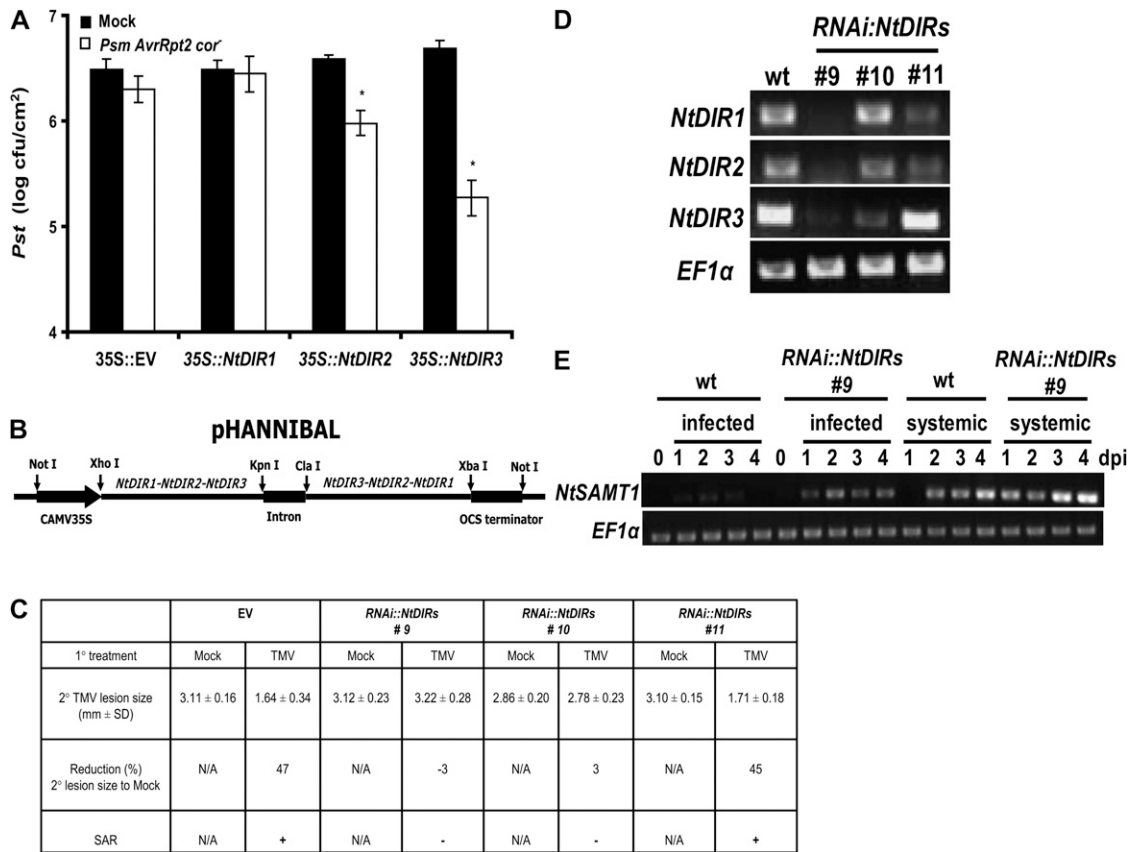 A
7
6
5
4
Pst (log cfu/cm²)
Mock
Psm AvrRpt2 cor⁻
*
*
35S::EV
35S::NtDIR1
35S::NtDIR2
35S::NtDIR3
B
pHANNIBAL
Not I
Xho I
NtDIR1-NtDIR2-NtDIR3
Kpn I
Cla I
NtDIR3-NtDIR2-NtDIR1
Xba I
Not I
CAMV35S
Intron
OCS terminator
C
EV RNAi::NtDIRs # 9 RNAi::NtDIRs # 10 RNAi::NtDIRs #11
1° treatment Mock TMV Mock TMV Mock TMV Mock TMV
2° TMV lesion size (mm ± SD) 3.11 ± 0.16 1.64 ± 0.34 3.12 ± 0.23 3.22 ± 0.28 2.86 ± 0.20 2.78 ± 0.23 3.10 ± 0.15 1.71 ± 0.18
Reduction (%) 2° lesion size to Mock N/A 47 N/A -3 N/A 3 N/A 45
SAR N/A + N/A - N/A - N/A +
D
RNAi:NtDIRs
wt #9 #10 #11
NtDIR1
NtDIR2
NtDIR3
EF1α
E
wt RNAi::NtDIRs #9 wt RNAi::NtDIRs #9
infected infected systemic systemic
0 1 2 3 4 0 1 2 3 4 1 2 3 4 1 2 3 4 dpi
NtSAMT1
EF1α